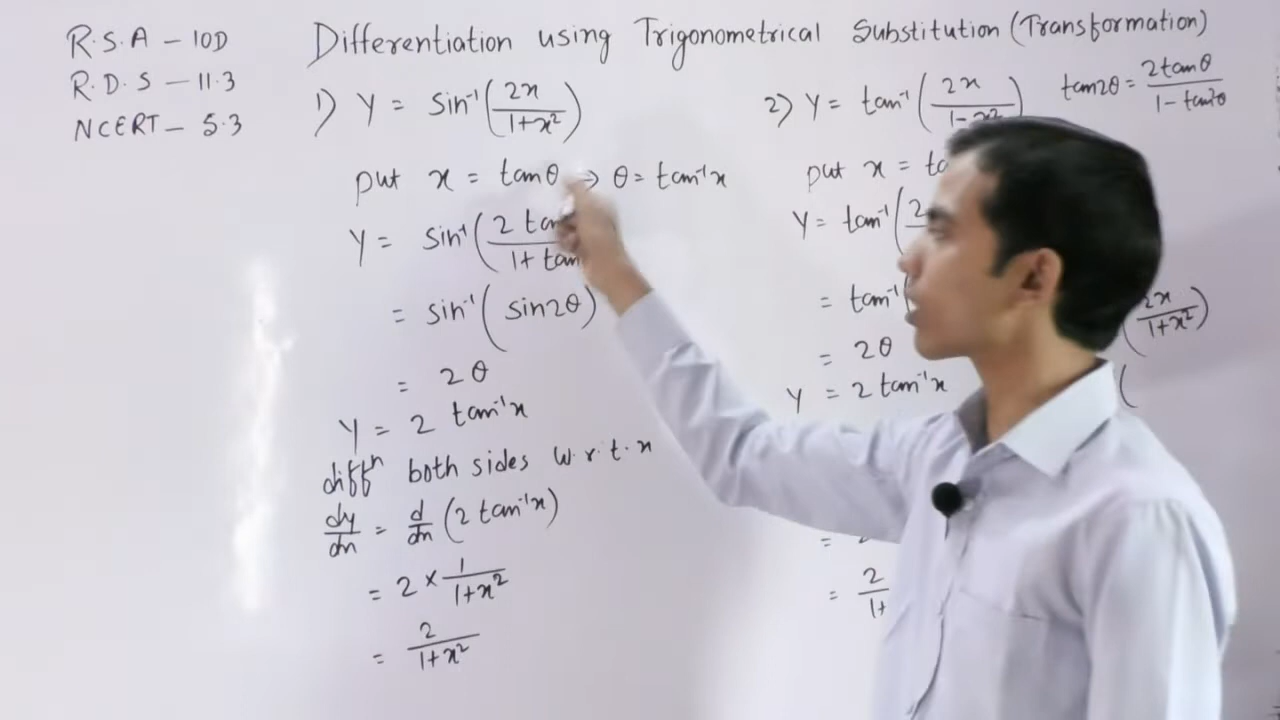 R.S.A – 10D
R.D.S – 11.3
NCERT – 5.3
Differentiation using Trigonometrical Substitution (Transformation)
1) Y = Sin⁻¹(2x/1+x²)
put x = tanθ → θ = tan⁻¹x
Y = Sin⁻¹(2 tan / 1+ tan
= sin⁻¹(sin2θ)
= 2θ
Y = 2 tan⁻¹x
diffⁿ both sides w.r.t. x
dy/dx = d/dx (2 tan⁻¹x)
= 2 × 1/1+x²
= 2/1+x²
2) Y = tan⁻¹(2x/1-x²)
tan2θ = 2tanθ/1-tan²θ
put x =
Y = tan⁻¹(2
= tan⁻¹(
= 2θ
Y = 2 tan⁻¹x
=
= 2/1+
(2x/1+x²)
(